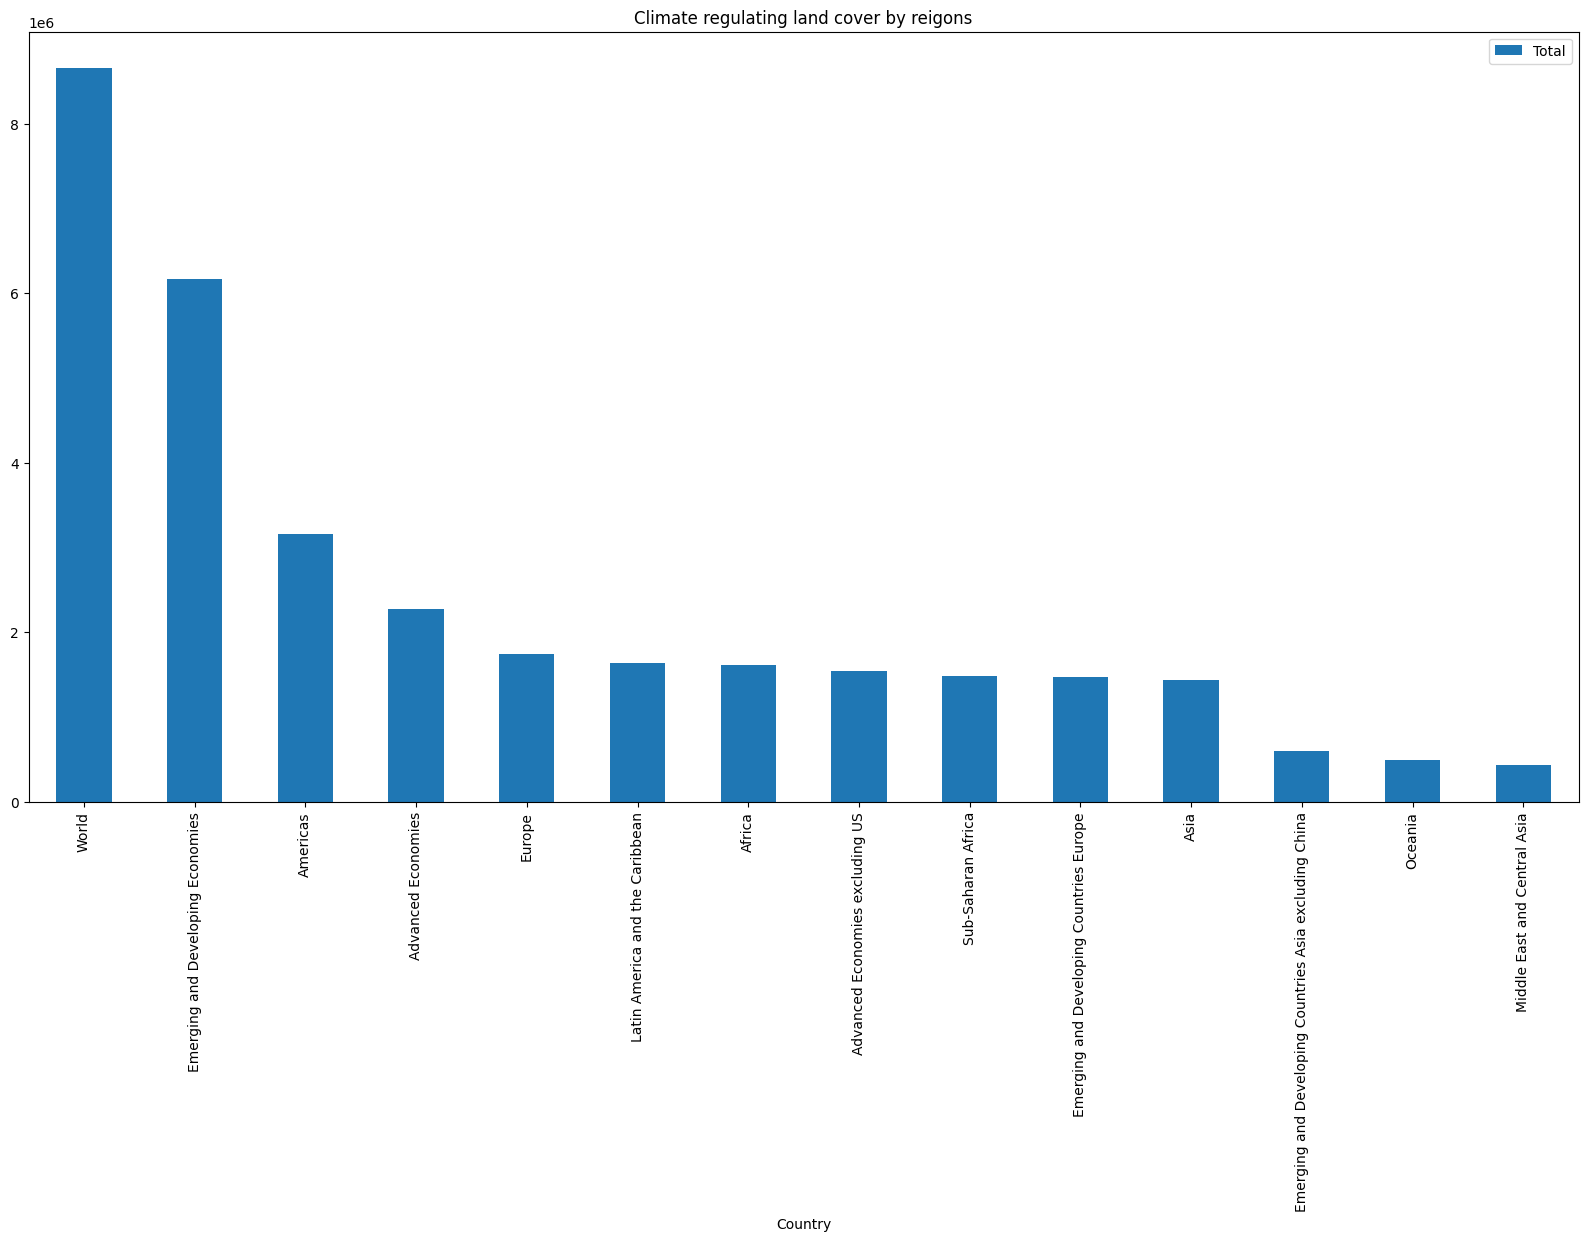 Climate regulating land cover by reigons
1e6
Total
8
6
4
2
0
World
Emerging and Developing Economies
Americas
Advanced Economies
Europe
Latin America and the Caribbean
Africa
Advanced Economies excluding US
Sub-Saharan Africa
Emerging and Developing Countries Europe
Asia
Emerging and Developing Countries Asia excluding China
Oceania
Middle East and Central Asia
Country